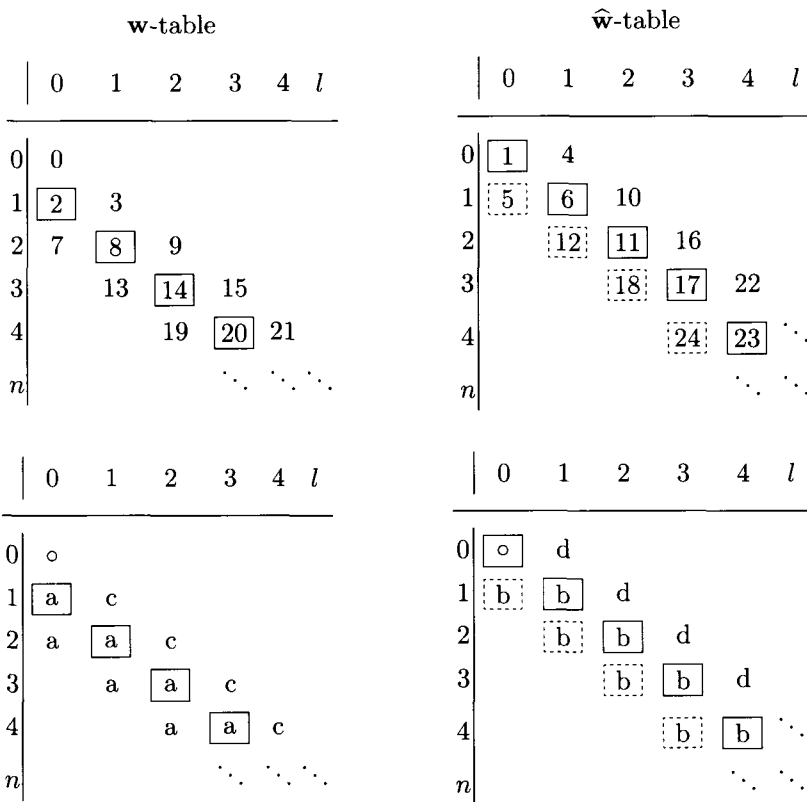 w-table
0 1 2 3 4 l
0 0
1 2 3
2 7 8 9
3 13 14 15
4 19 20 21
n ⋱ ⋱ ⋱
ŵ-table
0 1 2 3 4 l
0 1 4
1 5 6 10
2 12 11 16
3 18 17 22
4 24 23 ⋱
n ⋱ ⋱
0 1 2 3 4 l
0 ∘
1 a c
2 a a c
3 a a c
4 a a c
n ⋱ ⋱ ⋱
0 1 2 3 4 l
0 ∘ d
1 b b d
2 b b d
3 b b d
4 b b ⋱
n ⋱ ⋱